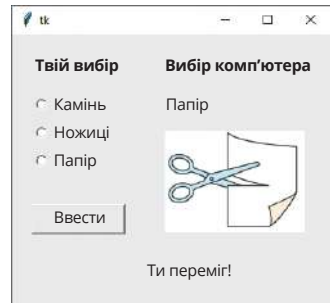 tk
Твій вибір
Вибір комп’ютера
Камінь
Папір
Ножиці
Папір
Ввести
Ти переміг!